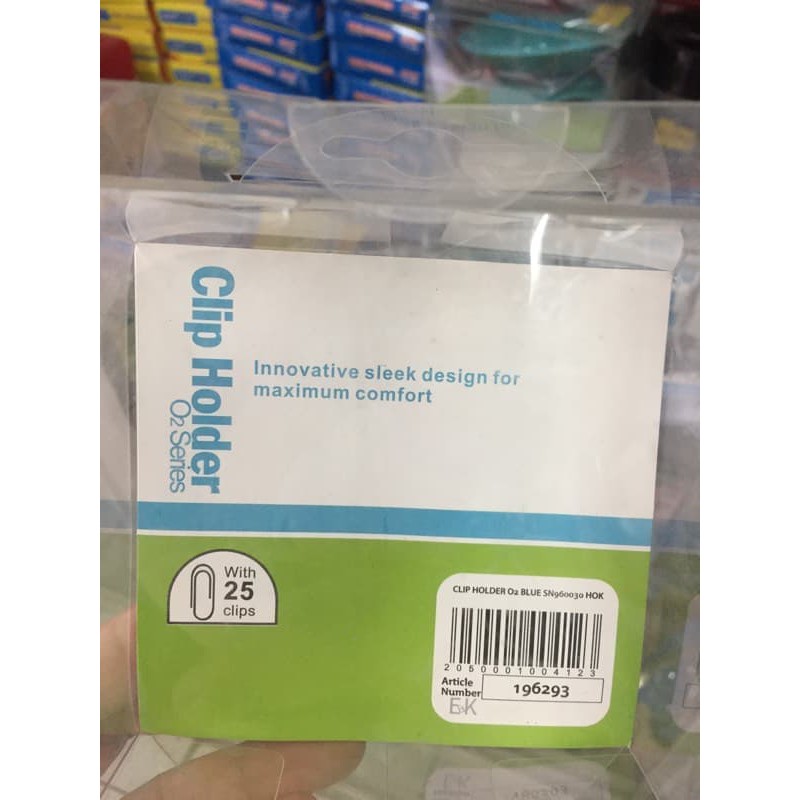 Clip Holder
O2 Series
Innovative sleek design for
maximum comfort
With
25
clips
CLIP HOLDER O2 BLUE SN960030 HOK
2050001004123
Article
Number
196293
E&K